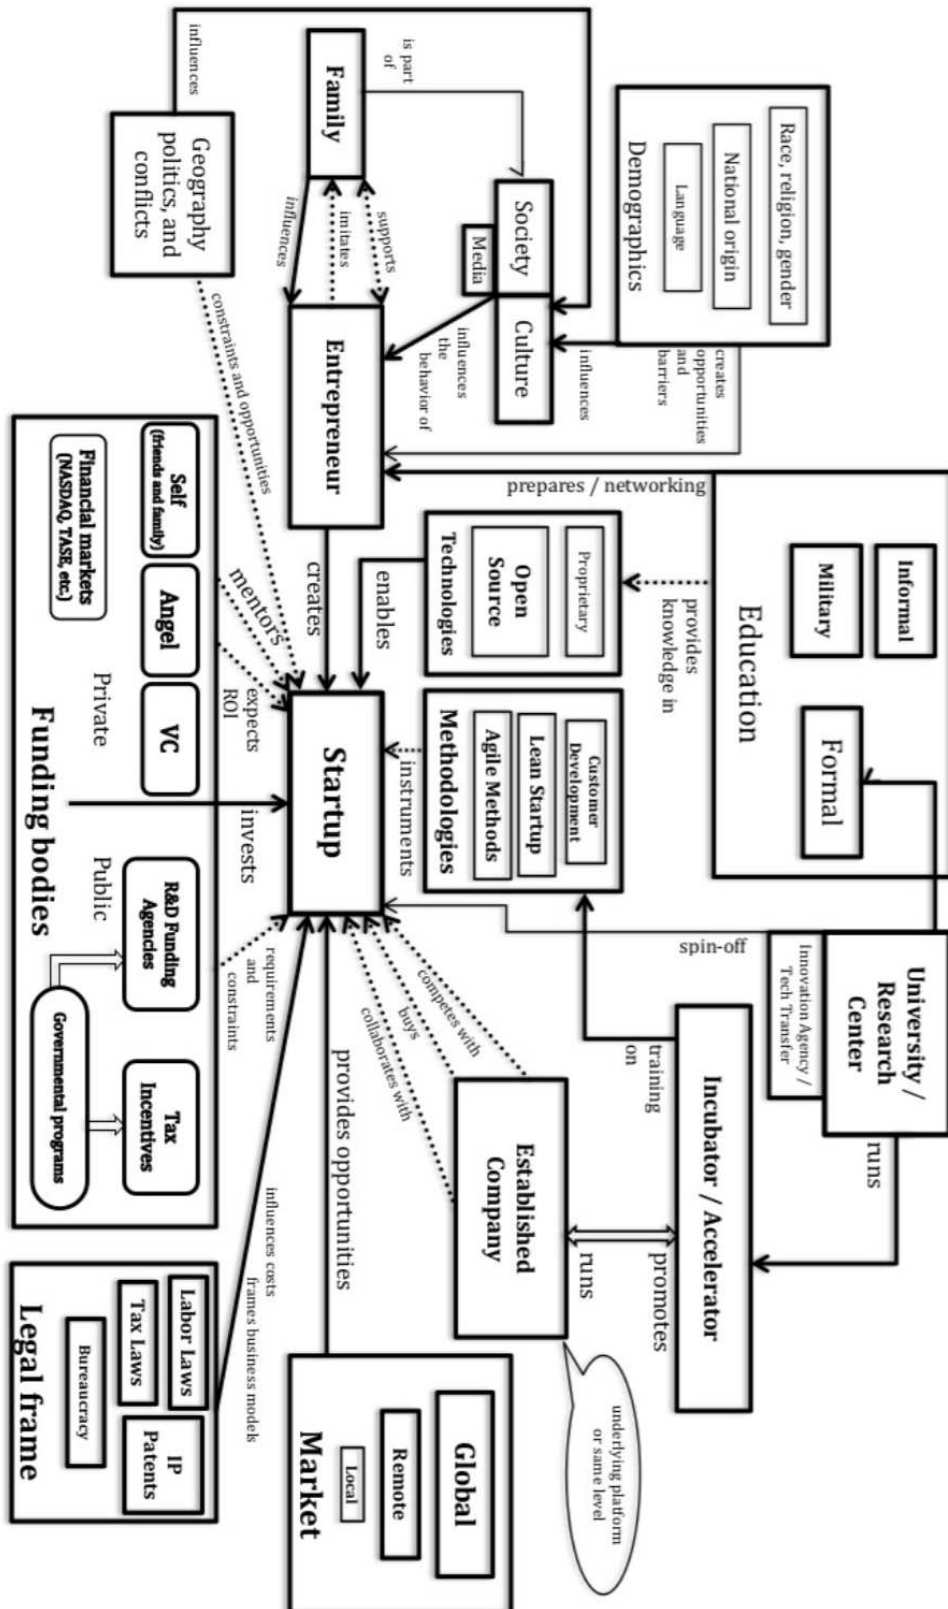 Race, religion, gender
National origin
Language
Demographics
creates
opportunities
and
barriers
influences
Society
Culture
Media
influences
the
behavior of
is part
of
Family
supports
imitates
influences
Entrepreneur
influences
Geography
politics, and
conflicts
constraints and opportunities
Informal
Military
Formal
Education
prepares / networking
provides
knowledge in
Proprietary
Open
Source
Technologies
enables
creates
Customer
Development
Lean Startup
Agile Methods
Methodologies
instruments
Startup
University /
Research
Center
Innovation Agency /
Tech Transfer
spin-off
runs
Incubator / Accelerator
training
on
promotes
runs
Established
Company
underlying platform
or same level
competes with
buys
collaborates with
Global
Remote
Local
Market
provides opportunities
mentors
expects
ROI
invests
requirements
and
constraints
influences costs
frames business models
Self
(friends and family)
Angel
VC
Financial markets
(NASDAQ, TASE, etc.)
Private
Public
R&D Funding
Agencies
Tax
Incentives
Governmental programs
Funding bodies
Labor Laws
Tax Laws
IP
Patents
Bureaucracy
Legal frame